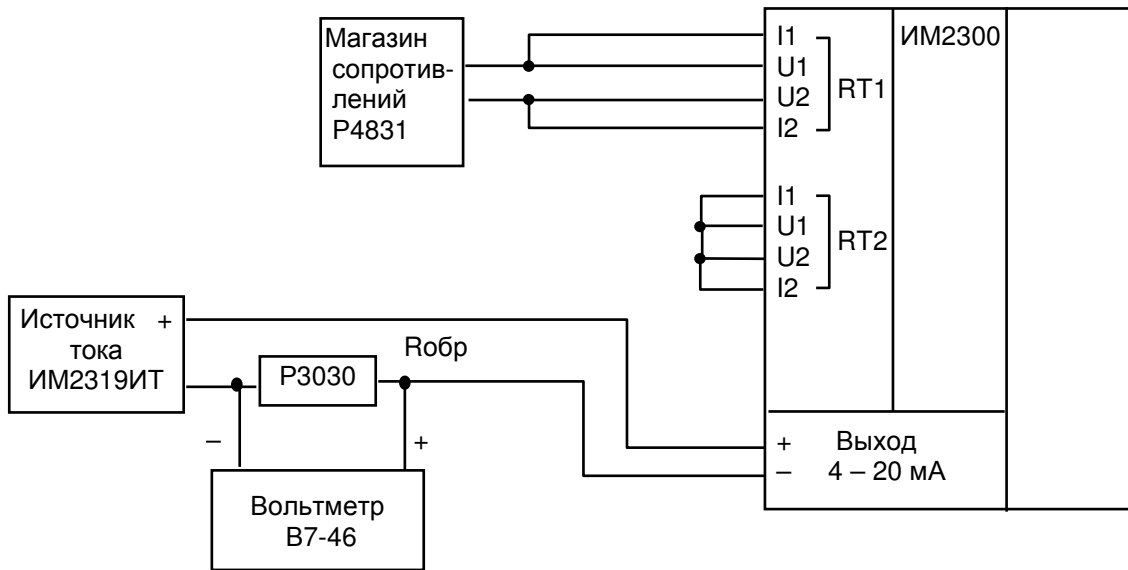 Магазин
сопротив-
лений
Р4831
I1
U1
U2
I2
RT1
ИМ2300
I1
U1
U2
I2
RT2
Источник +
тока
ИМ2319ИТ
Rобр
Р3030
–
+
Вольтметр
В7-46
+ Выход
– 4 – 20 мА